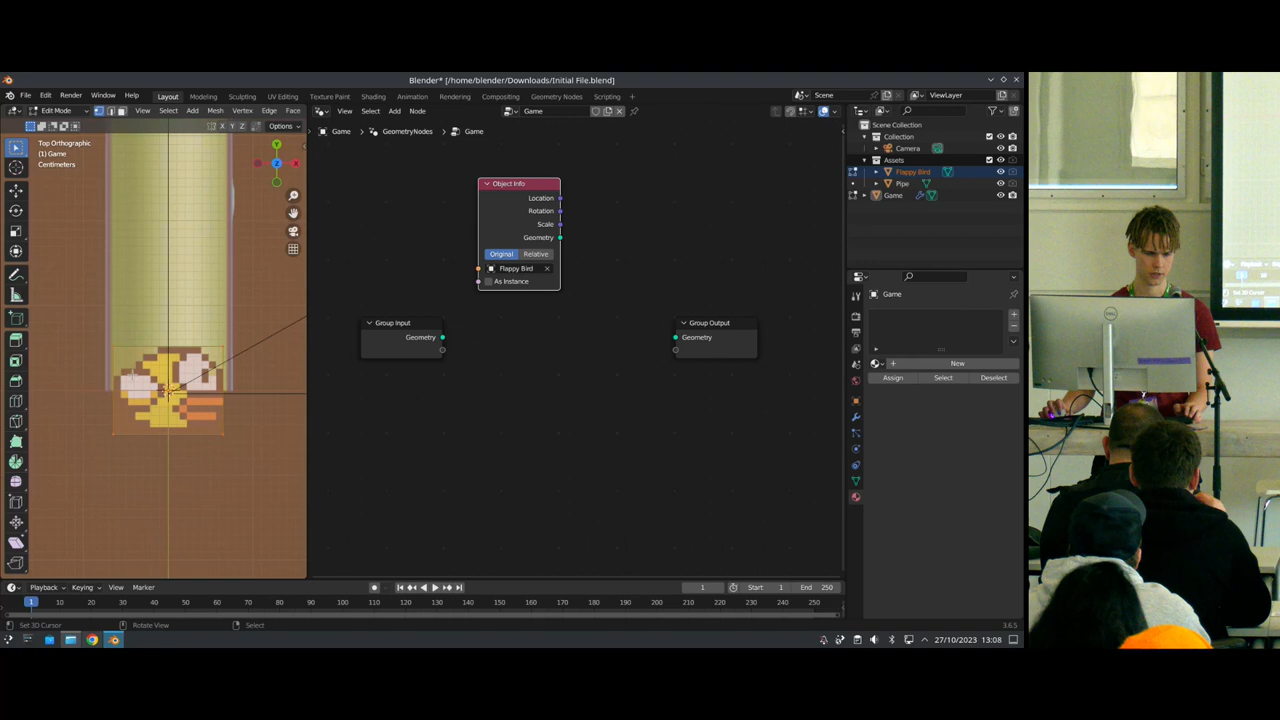 Blender* [/home/blender/Downloads/Initial File.blend]
File Edit Render Window Help Layout Modeling Sculpting UV Editing Texture Paint Shading Animation Rendering Compositing Geometry Nodes Scripting + Scene ViewLayer
Edit Mode View Select Add Mesh Vertex Edge Face View Select Add Node Game
X Y Z Options
Game > GeometryNodes > Game
Top Orthographic
(1) Game
Centimeters
Y
Z
X
Object Info
Location
Rotation
Scale
Geometry
Original Relative
Flappy Bird
As Instance
Group Input
Geometry
Group Output
Geometry
Scene Collection
Collection
Camera
Assets
Flappy Bird
Pipe
Game
Game
New
Assign Select Deselect
Playback Keying View Marker 1 Start 1 End 250
1 10 20 30 40 50 60 70 80 90 100 110 120 130 140 150 160 170 180 190 200 210 220 230 240 250
Set 3D Cursor Rotate View Select 3.6.5
27/10/2023 13:08
DELL